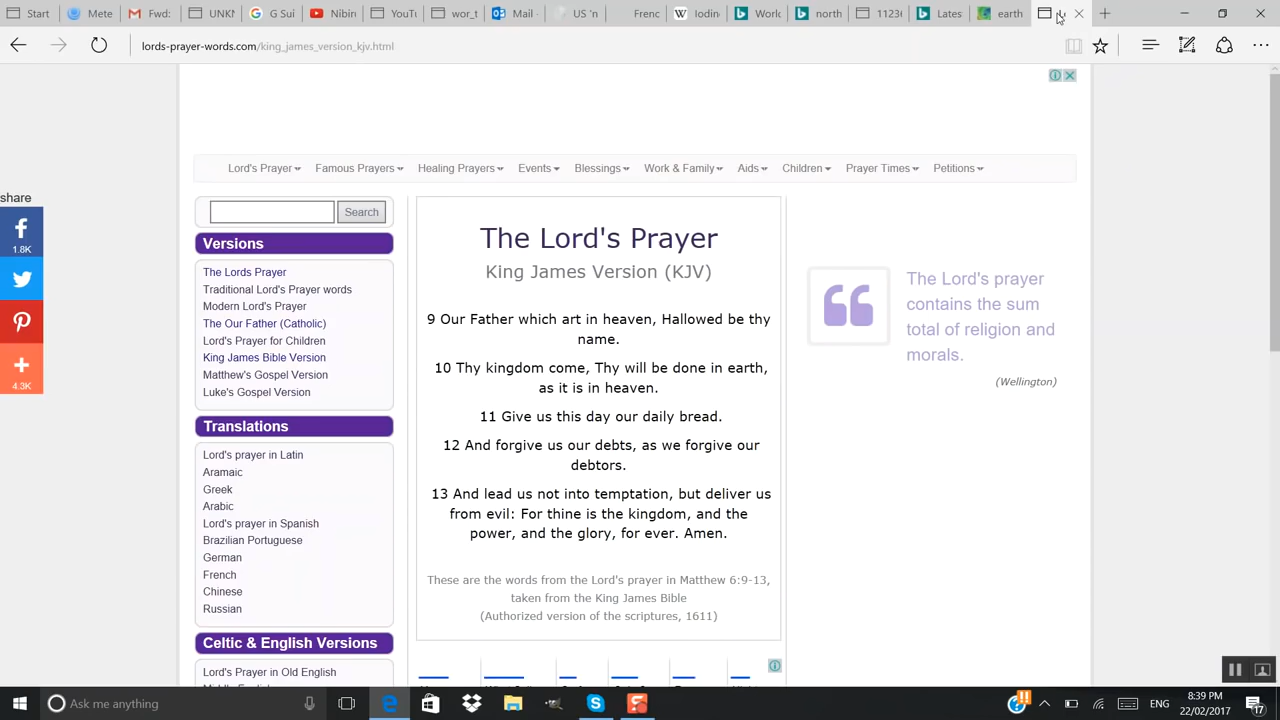 Start
Mail
Fwd:
UNKN
G Sui
Nibir
YouTu
wor_t
Mail -
US 'n
Frenc
Iodin
Worlc
north
1123(
Lates
earth
lords-prayer-words.com/king_james_version_kjv.html
Lord's Prayer
Famous Prayers
Healing Prayers
Events
Blessings
Work & Family
Aids
Children
Prayer Times
Petitions
share
1.8K
4.3K
Search
Versions
The Lords Prayer
Traditional Lord's Prayer words
Modern Lord's Prayer
The Our Father (Catholic)
Lord's Prayer for Children
King James Bible Version
Matthew's Gospel Version
Luke's Gospel Version
Translations
Lord's prayer in Latin
Aramaic
Greek
Arabic
Lord's prayer in Spanish
Brazilian Portuguese
German
French
Chinese
Russian
Celtic & English Versions
Lord's Prayer in Old English
The Lord's Prayer
King James Version (KJV)
9 Our Father which art in heaven, Hallowed be thy
name.
10 Thy kingdom come, Thy will be done in earth,
as it is in heaven.
11 Give us this day our daily bread.
12 And forgive us our debts, as we forgive our
debtors.
13 And lead us not into temptation, but deliver us
from evil: For thine is the kingdom, and the
power, and the glory, for ever. Amen.
These are the words from the Lord's prayer in Matthew 6:9-13,
taken from the King James Bible
(Authorized version of the scriptures, 1611)
The Lord's prayer
contains the sum
total of religion and
morals.
(Wellington)
Ask me anything
ENG
8:39 PM
22/02/2017
17